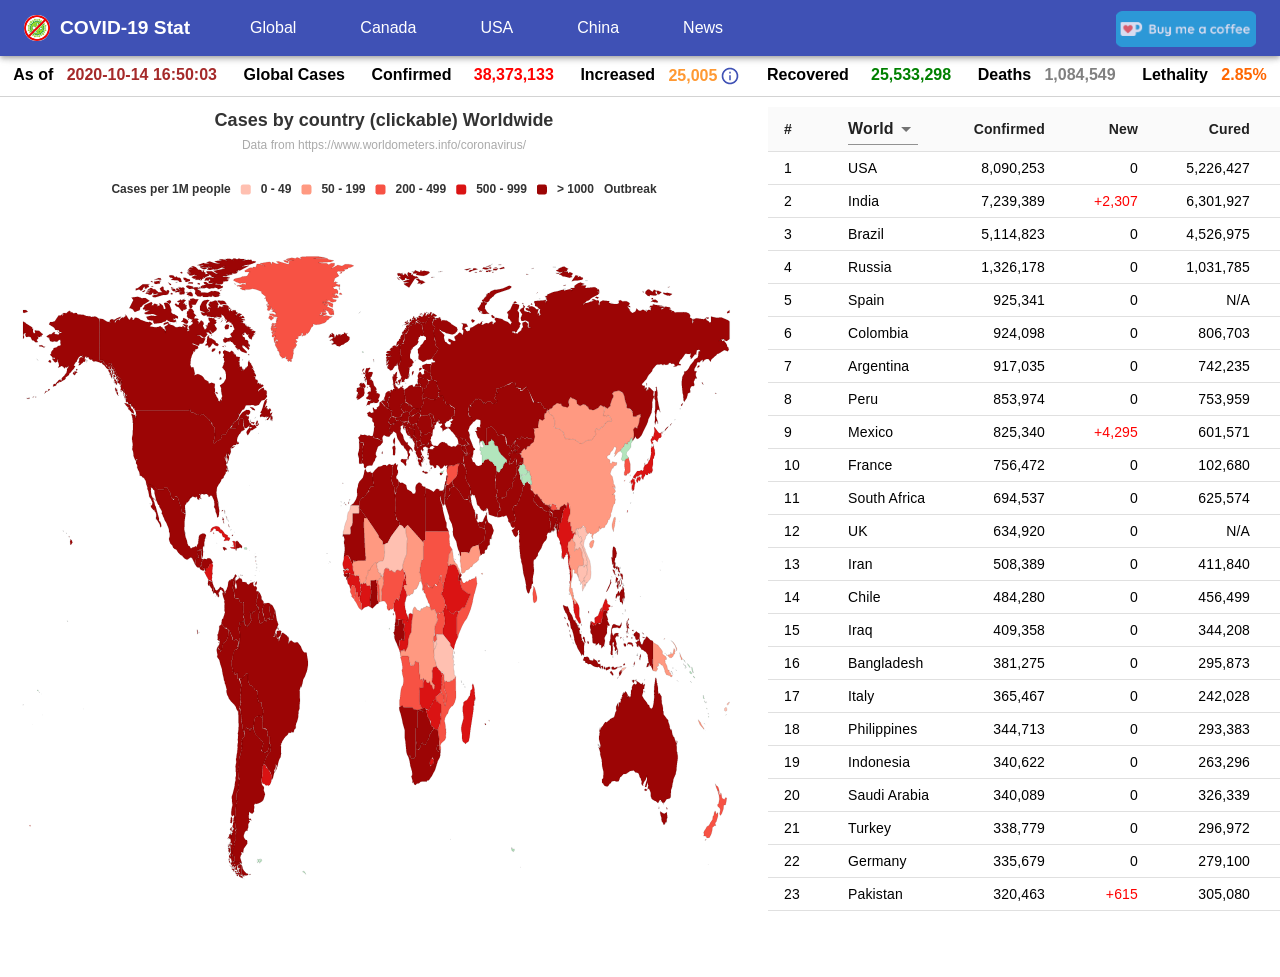 COVID-19 Stat Global Canada USA China News Buy me a coffee
As of 2020-10-14 16:50:03 Global Cases Confirmed 38,373,133 Increased 25,005 Recovered 25,533,298 Deaths 1,084,549 Lethality 2.85%
Cases by country (clickable) Worldwide
Data from https://www.worldometers.info/coronavirus/
Cases per 1M people 0 - 49 50 - 199 200 - 499 500 - 999 > 1000 Outbreak
# World Confirmed New Cured
1 USA 8,090,253 0 5,226,427
2 India 7,239,389 +2,307 6,301,927
3 Brazil 5,114,823 0 4,526,975
4 Russia 1,326,178 0 1,031,785
5 Spain 925,341 0 N/A
6 Colombia 924,098 0 806,703
7 Argentina 917,035 0 742,235
8 Peru 853,974 0 753,959
9 Mexico 825,340 +4,295 601,571
10 France 756,472 0 102,680
11 South Africa 694,537 0 625,574
12 UK 634,920 0 N/A
13 Iran 508,389 0 411,840
14 Chile 484,280 0 456,499
15 Iraq 409,358 0 344,208
16 Bangladesh 381,275 0 295,873
17 Italy 365,467 0 242,028
18 Philippines 344,713 0 293,383
19 Indonesia 340,622 0 263,296
20 Saudi Arabia 340,089 0 326,339
21 Turkey 338,779 0 296,972
22 Germany 335,679 0 279,100
23 Pakistan 320,463 +615 305,080